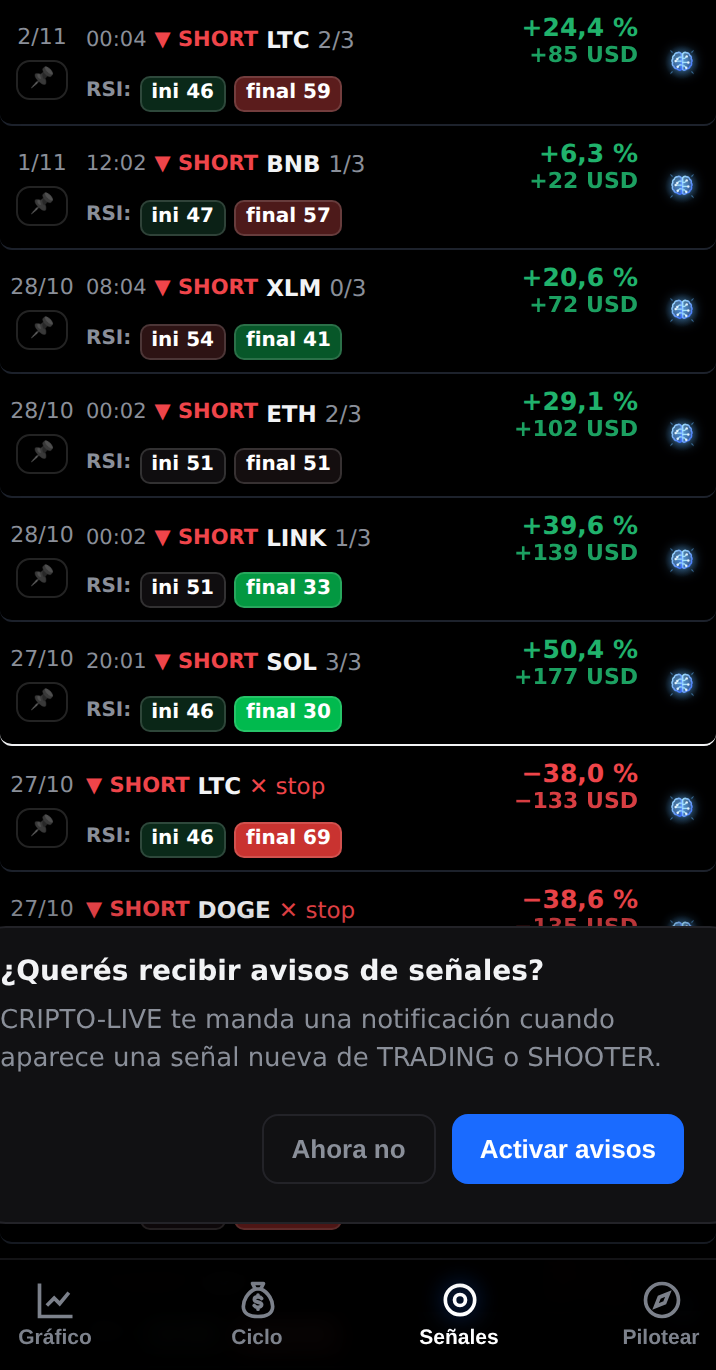 2/11 00:04 ▼ SHORT LTC 2/3 +24,4 %
+85 USD
RSI: ini 46 final 59
1/11 12:02 ▼ SHORT BNB 1/3 +6,3 %
+22 USD
RSI: ini 47 final 57
28/10 08:04 ▼ SHORT XLM 0/3 +20,6 %
+72 USD
RSI: ini 54 final 41
28/10 00:02 ▼ SHORT ETH 2/3 +29,1 %
+102 USD
RSI: ini 51 final 51
28/10 00:02 ▼ SHORT LINK 1/3 +39,6 %
+139 USD
RSI: ini 51 final 33
27/10 20:01 ▼ SHORT SOL 3/3 +50,4 %
+177 USD
RSI: ini 46 final 30
27/10 ▼ SHORT LTC ✕ stop −38,0 %
−133 USD
RSI: ini 46 final 69
27/10 ▼ SHORT DOGE ✕ stop −38,6 %
−135 USD
¿Querés recibir avisos de señales?
CRIPTO-LIVE te manda una notificación cuando
aparece una señal nueva de TRADING o SHOOTER.
Ahora no Activar avisos
Gráfico Ciclo Señales Pilotear